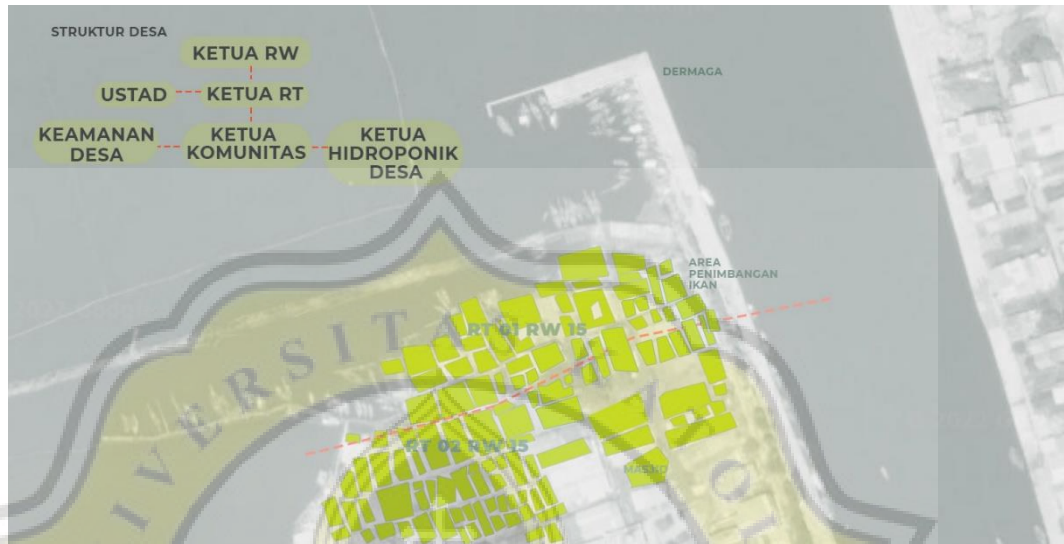 STRUKTUR DESA
KETUA RW
USTAD
KETUA RT
KEAMANAN
DESA
KETUA
KOMUNITAS
KETUA
HIDROPONIK
DESA
DERMAGA
AREA
PENIMBANGAN
IKAN
RT 01 RW 15
RT 02 RW 15
MASJID
IVERSITAS